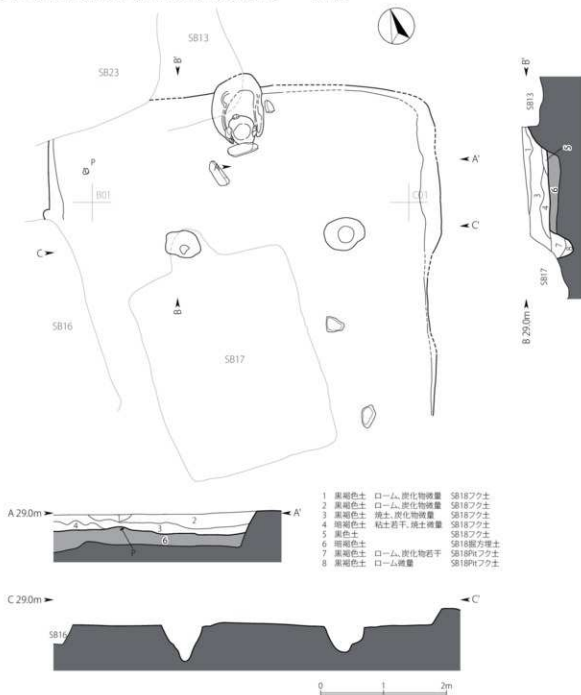 SB13
SB23
B'
B'
SB13
P
A
A'
B01
C01
C'
C
B
SB16
SB17
1
3
4
5
6
7
8
SB17
B 29.0m
A 29.0m
A'
1
2
3
4
6
P
1 黒褐色土 ローム、炭化物微量 SB18フク土
2 黒褐色土 ローム、炭化物微量 SB18フク土
3 黒褐色土 焼土、炭化物微量 SB18フク土
4 暗褐色土 粘土若干、焼土微量 SB18フク土
5 黒色土 SB18フク土
6 暗褐色土 SB18掘方埋土
7 黒褐色土 ローム、炭化物若干 SB18Pitフク土
8 黒褐色土 ローム微量 SB18Pitフク土
C 29.0m
C'
SB16
0 1 2m